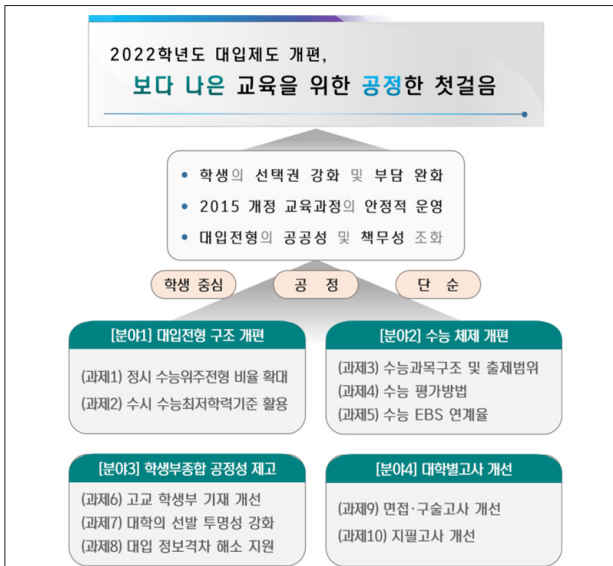 2022학년도 대입제도 개편,
보다 나은 교육을 위한 공정한 첫걸음
• 학생의 선택권 강화 및 부담 완화
• 2015 개정 교육과정의 안정적 운영
• 대입전형의 공공성 및 책무성 조화
학생 중심
공 정
단 순
[분야1] 대입전형 구조 개편
(과제1) 정시 수능위주전형 비율 확대
(과제2) 수시 수능최저학력기준 활용
[분야2] 수능 체제 개편
(과제3) 수능과목구조 및 출제범위
(과제4) 수능 평가방법
(과제5) 수능 EBS 연계율
[분야3] 학생부종합 공정성 제고
(과제6) 고교 학생부 기재 개선
(과제7) 대학의 선발 투명성 강화
(과제8) 대입 정보격차 해소 지원
[분야4] 대학별고사 개선
(과제9) 면접·구술고사 개선
(과제10) 지필고사 개선